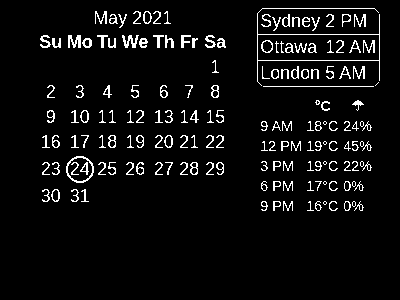 May 2021
Su Mo Tu We Th Fr Sa
1
2 3 4 5 6 7 8
9 10 11 12 13 14 15
16 17 18 19 20 21 22
23 24 25 26 27 28 29
30 31
Sydney 2 PM
Ottawa 12 AM
London 5 AM
°C
9 AM 18°C 24%
12 PM 19°C 45%
3 PM 19°C 22%
6 PM 17°C 0%
9 PM 16°C 0%